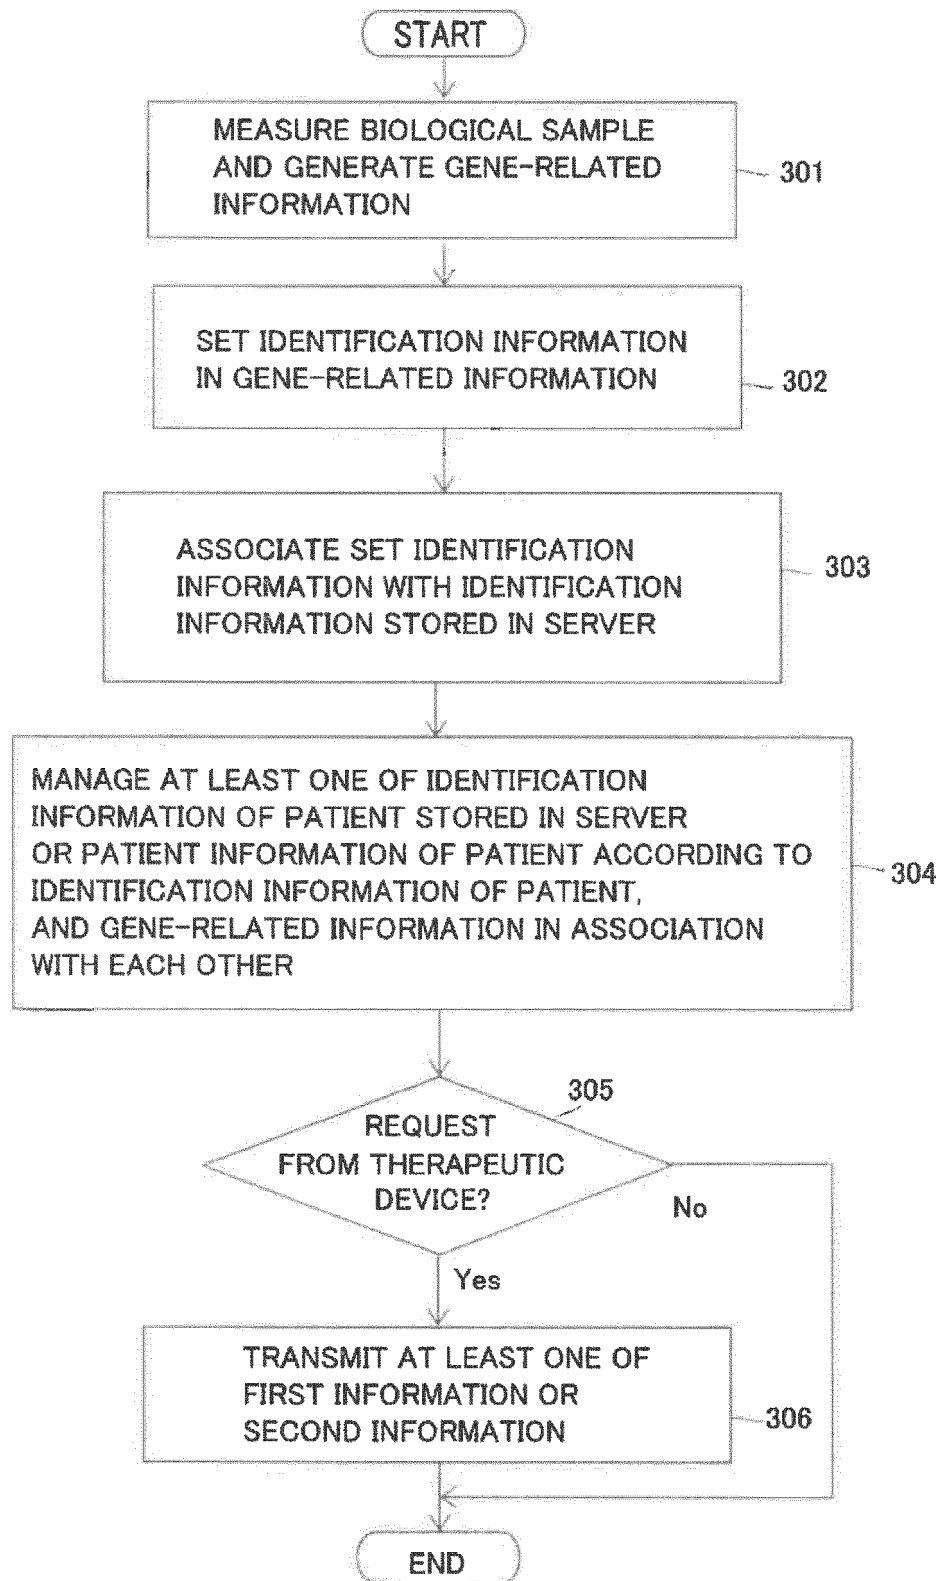 START
MEASURE BIOLOGICAL SAMPLE
AND GENERATE GENE-RELATED
INFORMATION
301
SET IDENTIFICATION INFORMATION
IN GENE-RELATED INFORMATION
302
ASSOCIATE SET IDENTIFICATION
INFORMATION WITH IDENTIFICATION
INFORMATION STORED IN SERVER
303
MANAGE AT LEAST ONE OF IDENTIFICATION
INFORMATION OF PATIENT STORED IN SERVER
OR PATIENT INFORMATION OF PATIENT ACCORDING TO
IDENTIFICATION INFORMATION OF PATIENT,
AND GENE-RELATED INFORMATION IN ASSOCIATION
WITH EACH OTHER
304
305
REQUEST
FROM THERAPEUTIC
DEVICE?
No
Yes
TRANSMIT AT LEAST ONE OF
FIRST INFORMATION OR
SECOND INFORMATION
306
END